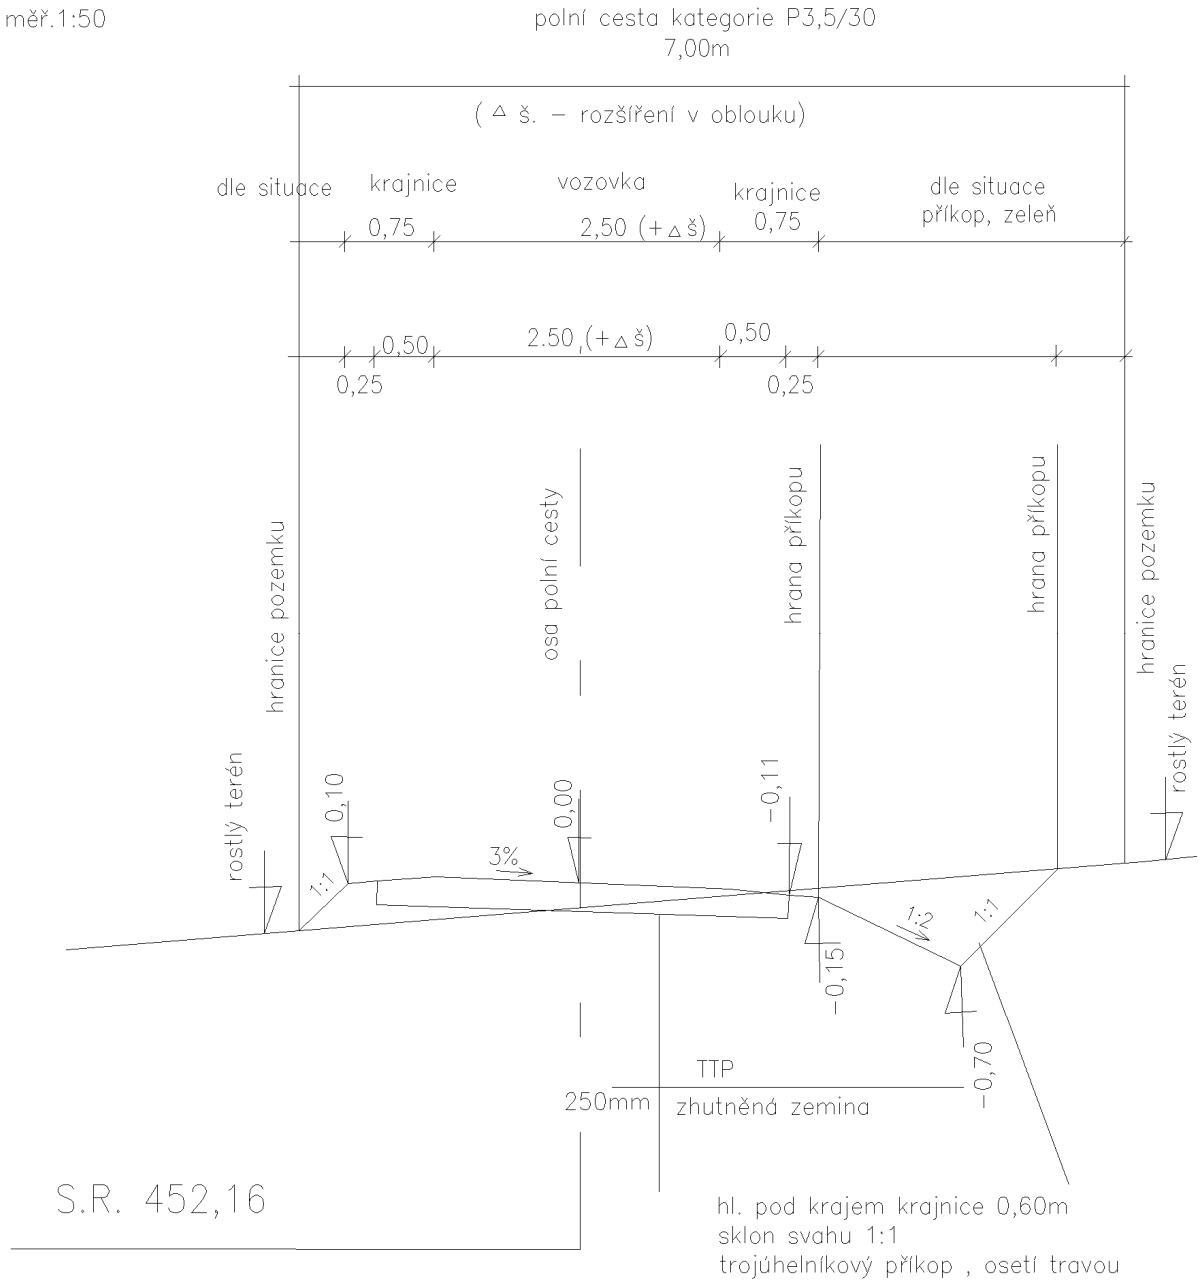 měř.1:50
polní cesta kategorie P3,5/30
7,00m
( △ š. – rozšíření v oblouku)
dle situace
krajnice
vozovka
krajnice
dle situace
příkop, zeleň
0,75
2,50 (+△š)
0,75
0,50
2.50 (+△š)
0,50
0,25
0,25
hranice pozemku
osa polní cesty
hrana příkopu
hrana příkopu
hranice pozemku
rostlý terén
rostlý terén
0,10
0,00
-0,11
3%
1:1
1:2
1:1
-0,15
-0,70
TTP
250mm
zhutněná zemina
S.R. 452,16
hl. pod krajem krajnice 0,60m
sklon svahu 1:1
trojúhelníkový příkop , osetí travou